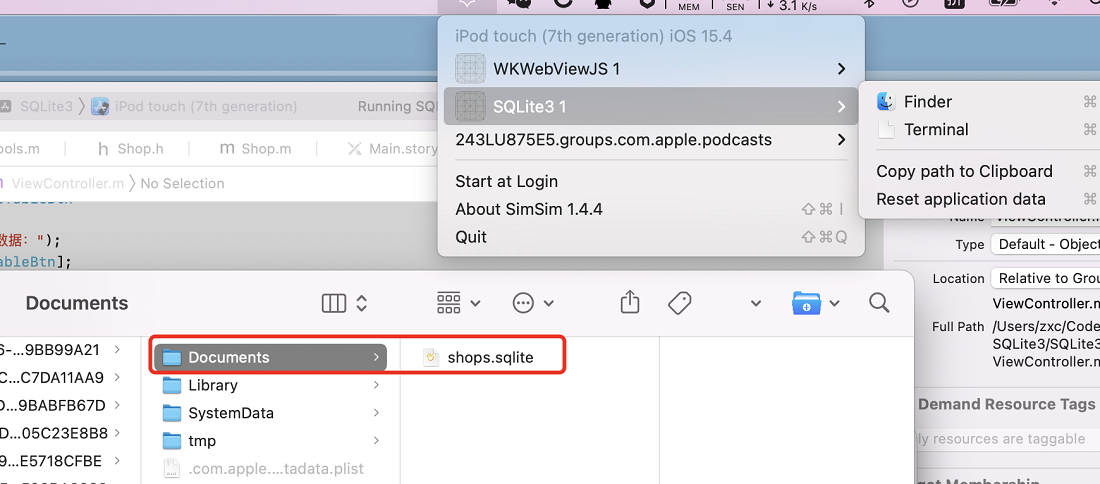 3.1 K/s
MEM
SEN
iPod touch (7th generation) iOS 15.4
WKWebViewJS 1
SQLite3 1
243LU875E5.groups.com.apple.podcasts
Start at Login
About SimSim 1.4.4 ⇧⌘ I
Quit ⇧⌘Q
Finder ⌘
Terminal ⌘
Copy path to Clipboard ⌘
Reset application data ⌘
SQLite3 iPod touch (7th generation) Running SQL
ools.m h Shop.h m Shop.m Main.story
ViewController.m No Selection
数据：");
ableBtn];
Name ViewController.m
Type Default - Object
Location Relative to Grou
ViewController.m
Full Path /Users/zxc/Code
SQLite3/SQLite3
ViewController.m
Demand Resource Tags
ly resources are taggable
Documents
6-...9BB99A21
C...C7DA11AA9
D...9BABFB67D
D...05C23E8B8
9...E5718CFBE
Documents
Library
SystemData
tmp
.com.apple....tadata.plist
shops.sqlite